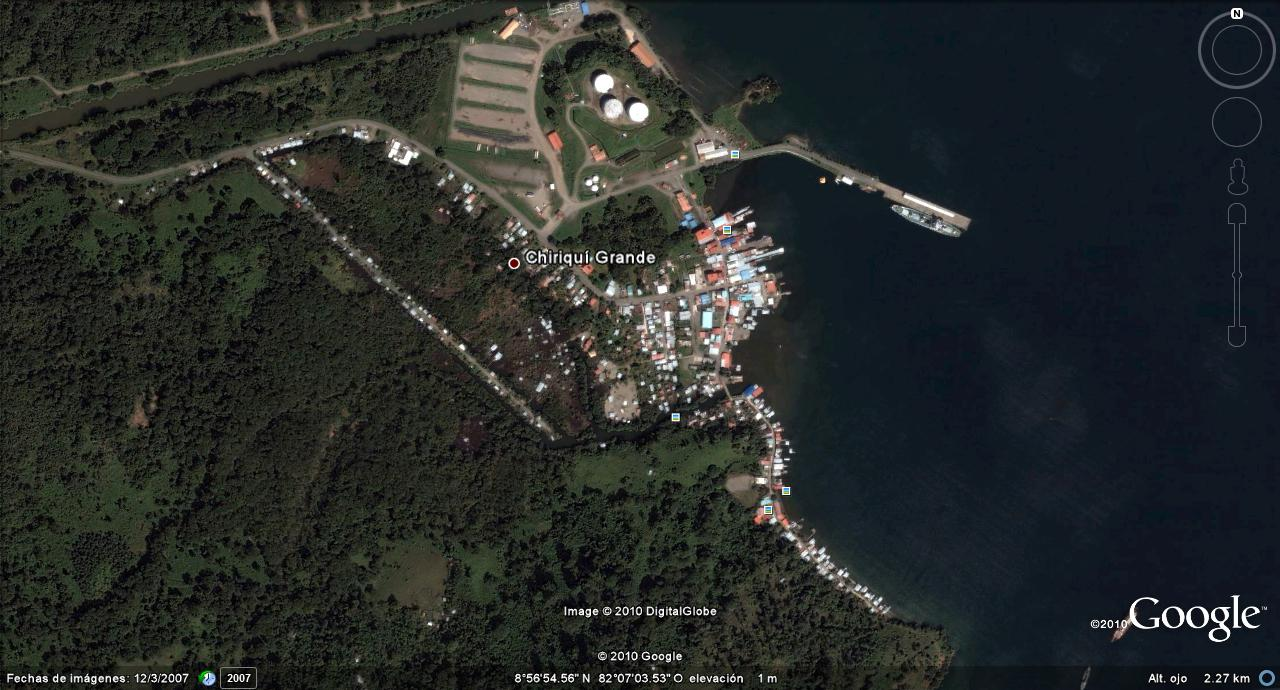 N
Chiriquí Grande
Image © 2010 DigitalGlobe
©2010 Google™
© 2010 Google
Fechas de imágenes: 12/3/2007 2007 8°56'54.56" N 82°07'03.53" O elevación 1 m Alt. ojo 2.27 km